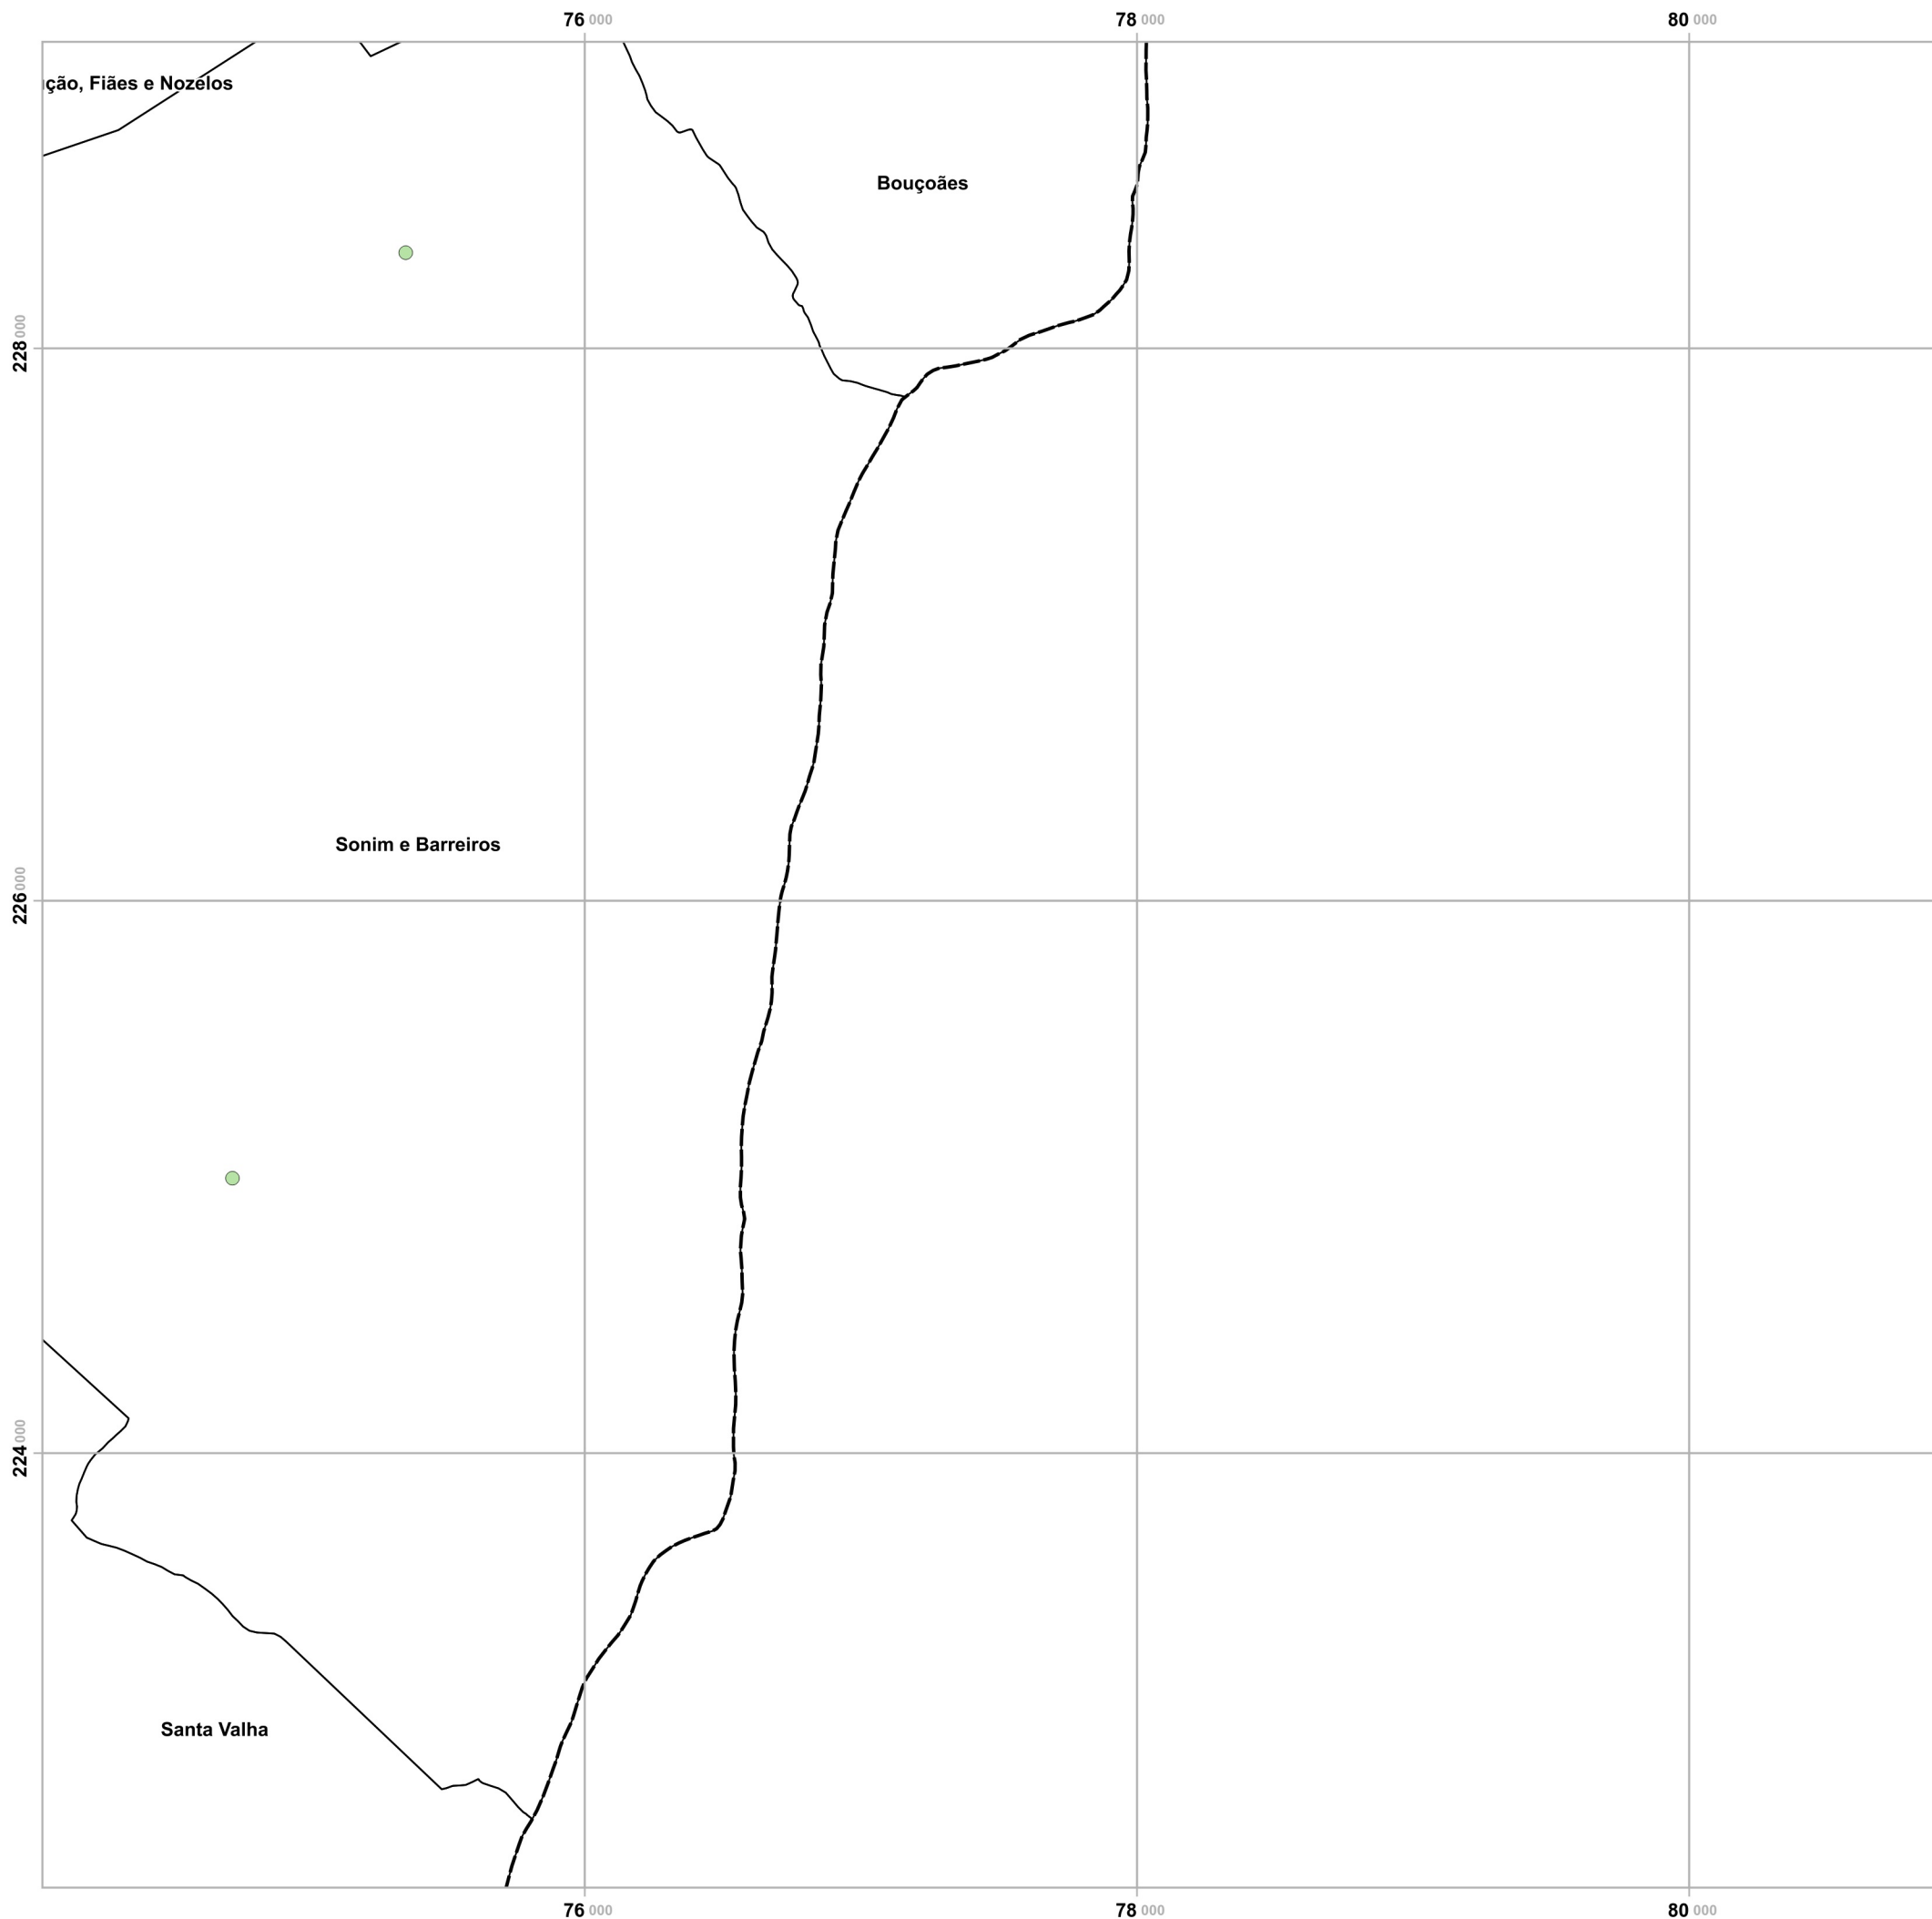 76 000
78 000
80 000
ção, Fiães e Nozelos
Bouçoães
228 000
Sonim e Barreiros
226 000
224 000
Santa Valha
76 000
78 000
80 000